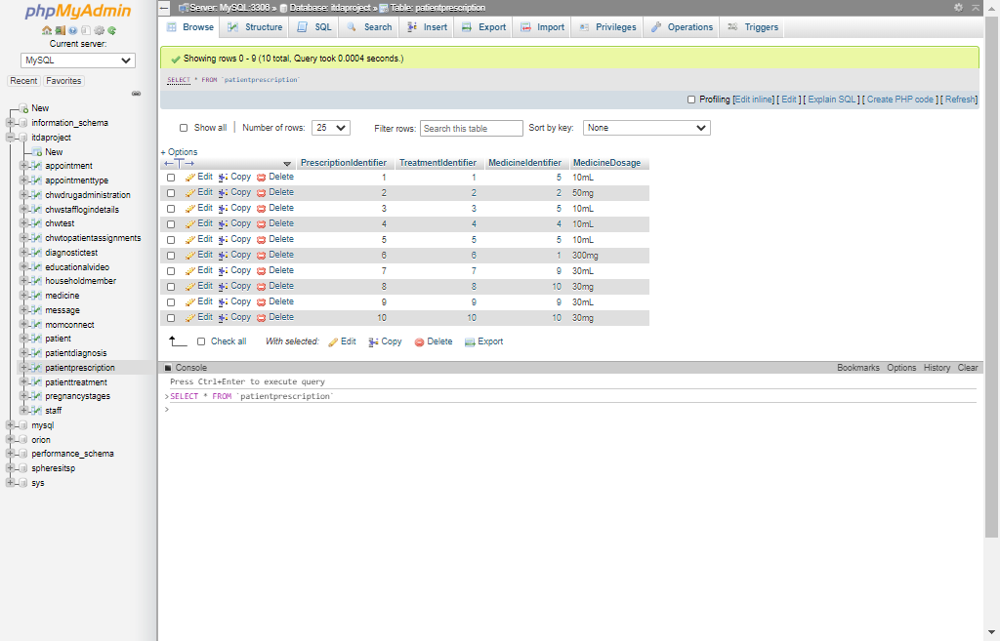 phpMyAdmin
Current server:
MySQL
Recent Favorites
New
information_schema
itdaproject
New
appointment
appointmenttype
chwdrugadministration
chwstafflogindetails
chwtest
chwtopatientassignments
diagnostictest
educationalvideo
householdmember
medicine
message
momconnect
patient
patientdiagnosis
patientprescription
patienttreatment
pregnancystages
staff
mysql
orion
performance_schema
spheresitsp
sys
Server: MySQL:3308 » Database: itdaproject » Table: patientprescription
Browse Structure SQL Search Insert Export Import Privileges Operations Triggers
Showing rows 0 - 9 (10 total, Query took 0.0004 seconds.)
SELECT * FROM `patientprescription`
Profiling [Edit inline] [ Edit ] [ Explain SQL ] [ Create PHP code ] [ Refresh]
Show all | Number of rows: 25 Filter rows: Search this table Sort by key: None
+ Options
←T→ PrescriptionIdentifier TreatmentIdentifier MedicineIdentifier MedicineDosage
Edit Copy Delete 1 1 5 10mL
Edit Copy Delete 2 2 2 50mg
Edit Copy Delete 3 3 5 10mL
Edit Copy Delete 4 4 4 10mL
Edit Copy Delete 5 5 5 10mL
Edit Copy Delete 6 6 1 300mg
Edit Copy Delete 7 7 9 30mL
Edit Copy Delete 8 8 10 30mg
Edit Copy Delete 9 9 9 30mL
Edit Copy Delete 10 10 10 30mg
Check all With selected: Edit Copy Delete Export
Console Bookmarks Options History Clear
Press Ctrl+Enter to execute query
>SELECT * FROM `patientprescription`
>